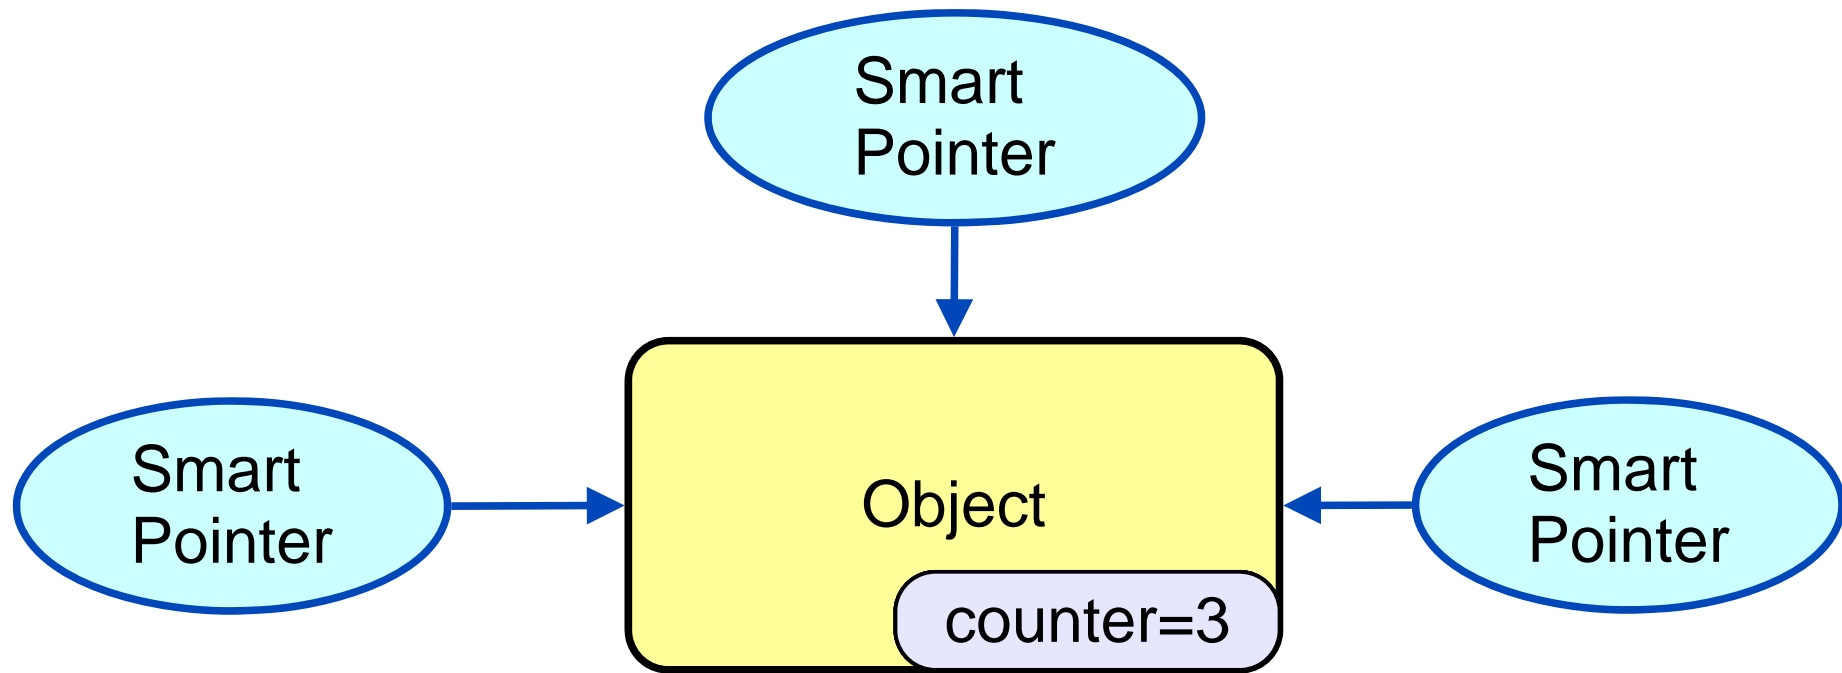 Smart
Pointer
Smart
Pointer
Object
Smart
Pointer
counter=3